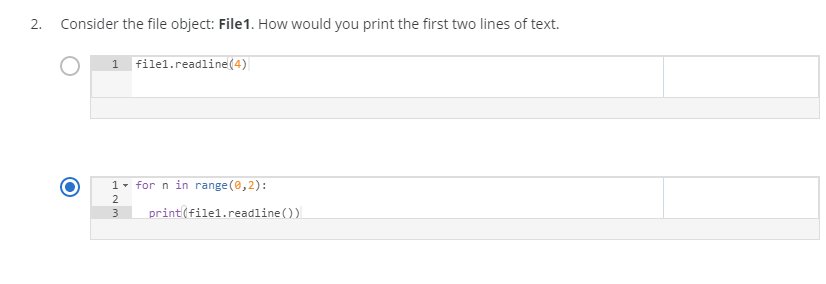 2. Consider the file object: File1. How would you print the first two lines of text.
1 file1.readline(4)
1 for n in range(0,2):
2
3 print(file1.readline())